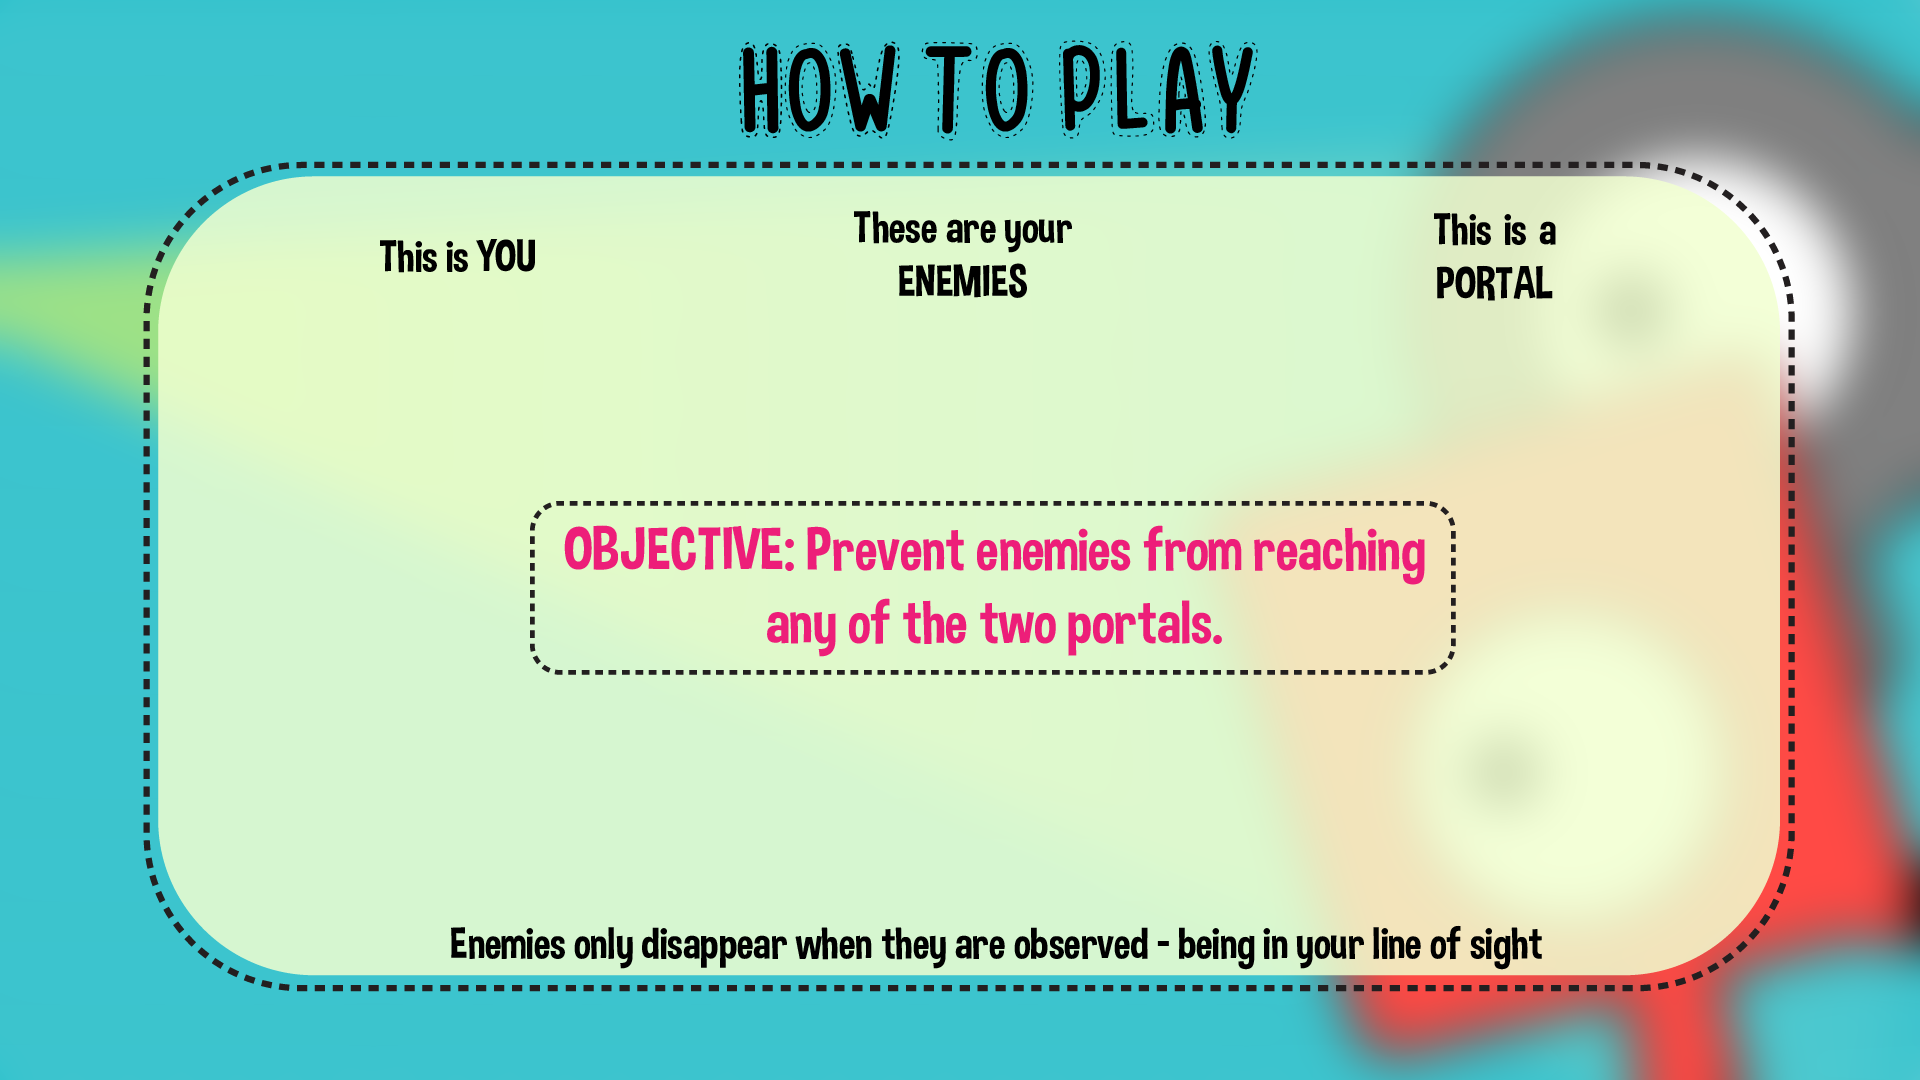 HOW TO PLAY
This is YOU
These are your
ENEMIES
This is a
PORTAL
OBJECTIVE: Prevent enemies from reaching
any of the two portals.
Enemies only disappear when they are observed - being in your line of sight